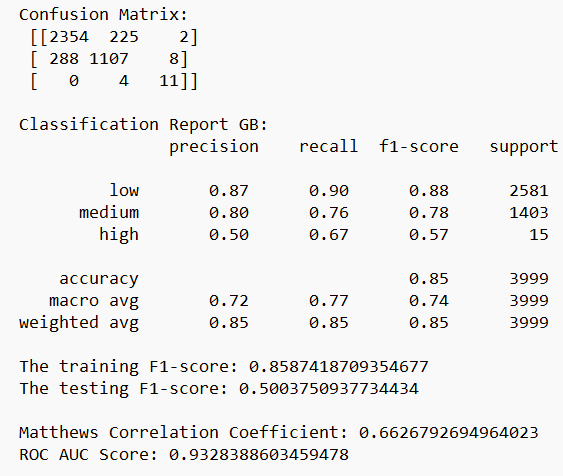 Confusion Matrix:
[[2354 225 2]
[ 288 1107 8]
[ 0 4 11]]
Classification Report GB:
precision recall f1-score support
low 0.87 0.90 0.88 2581
medium 0.80 0.76 0.78 1403
high 0.50 0.67 0.57 15
accuracy 0.85 3999
macro avg 0.72 0.77 0.74 3999
weighted avg 0.85 0.85 0.85 3999
The training F1-score: 0.8587418709354677
The testing F1-score: 0.5003750937734434
Matthews Correlation Coefficient: 0.6626792694964023
ROC AUC Score: 0.9328388603459478